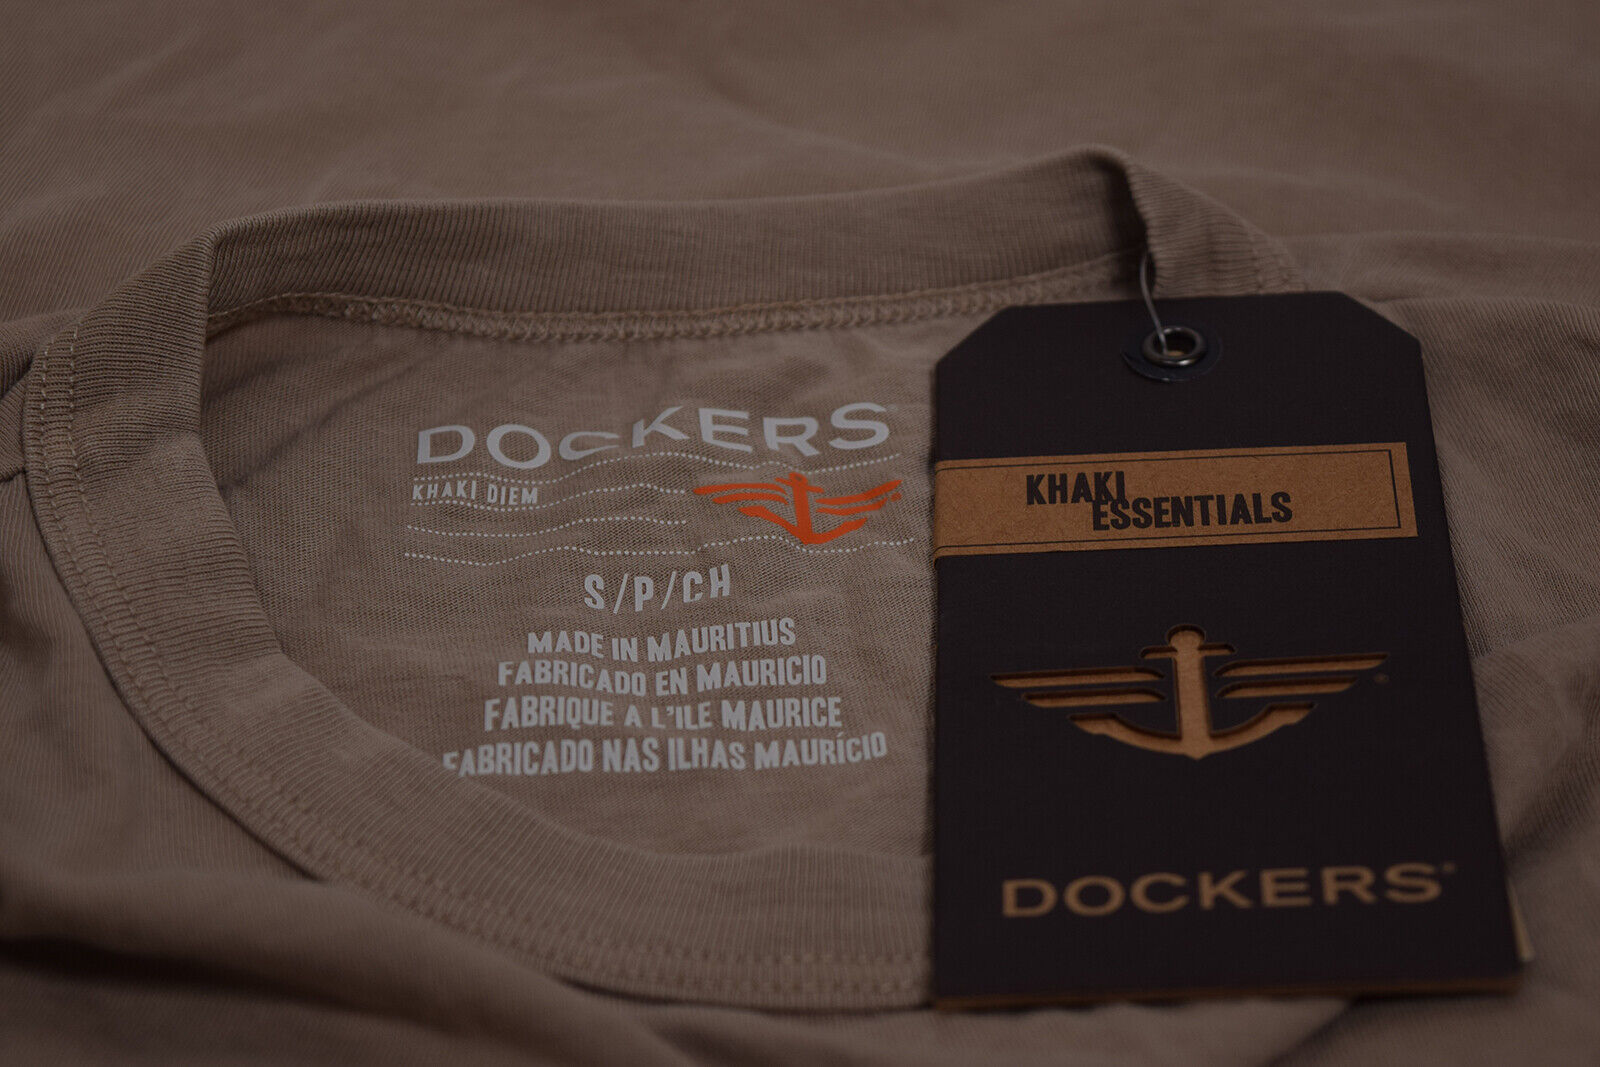 DOCKERS®
KHAKI DIEM
S/P/CH
MADE IN MAURITIUS
FABRICADO EN MAURICIO
FABRIQUE A L'ILE MAURICE
FABRICADO NAS ILHAS MAURÍCIO
KHAKI
ESSENTIALS
DOCKERS®